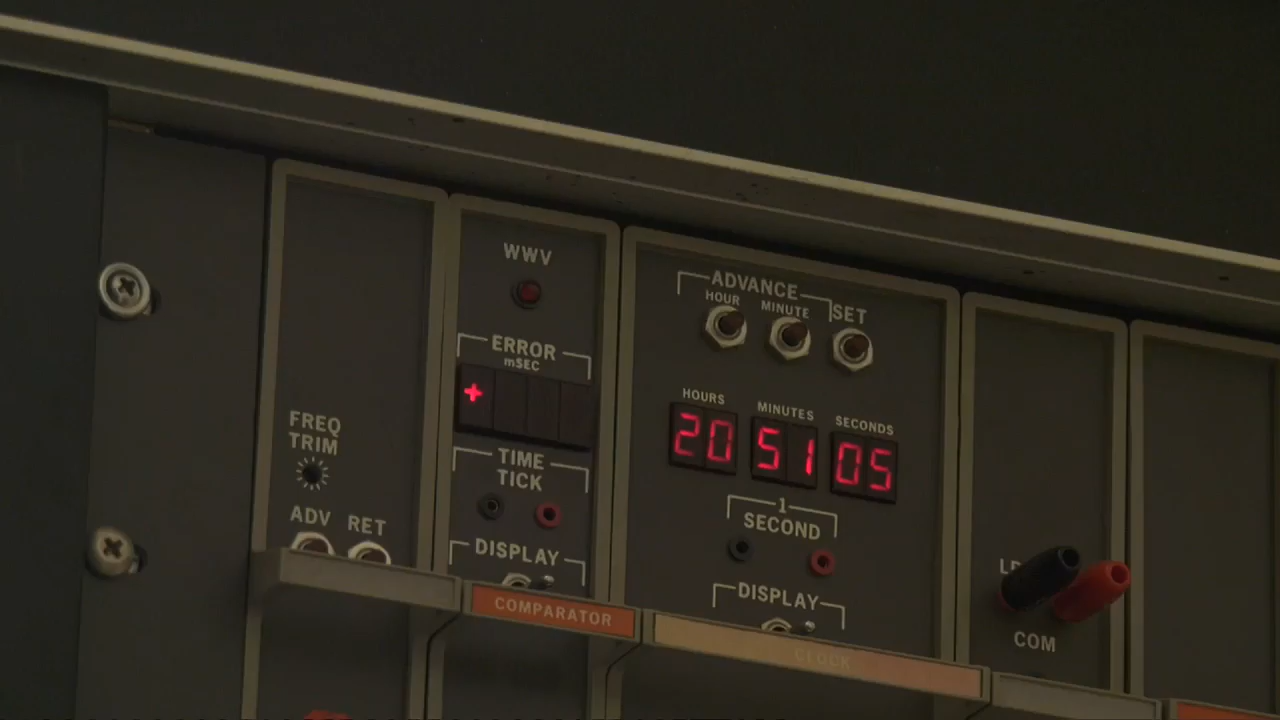 FREQ
TRIM
ADV RET
WWV
ERROR
mSEC
+
TIME
TICK
DISPLAY
COMPARATOR
ADVANCE
HOUR MINUTE SET
HOURS MINUTES SECONDS
20 51 05
1
SECOND
DISPLAY
CLOCK
COM